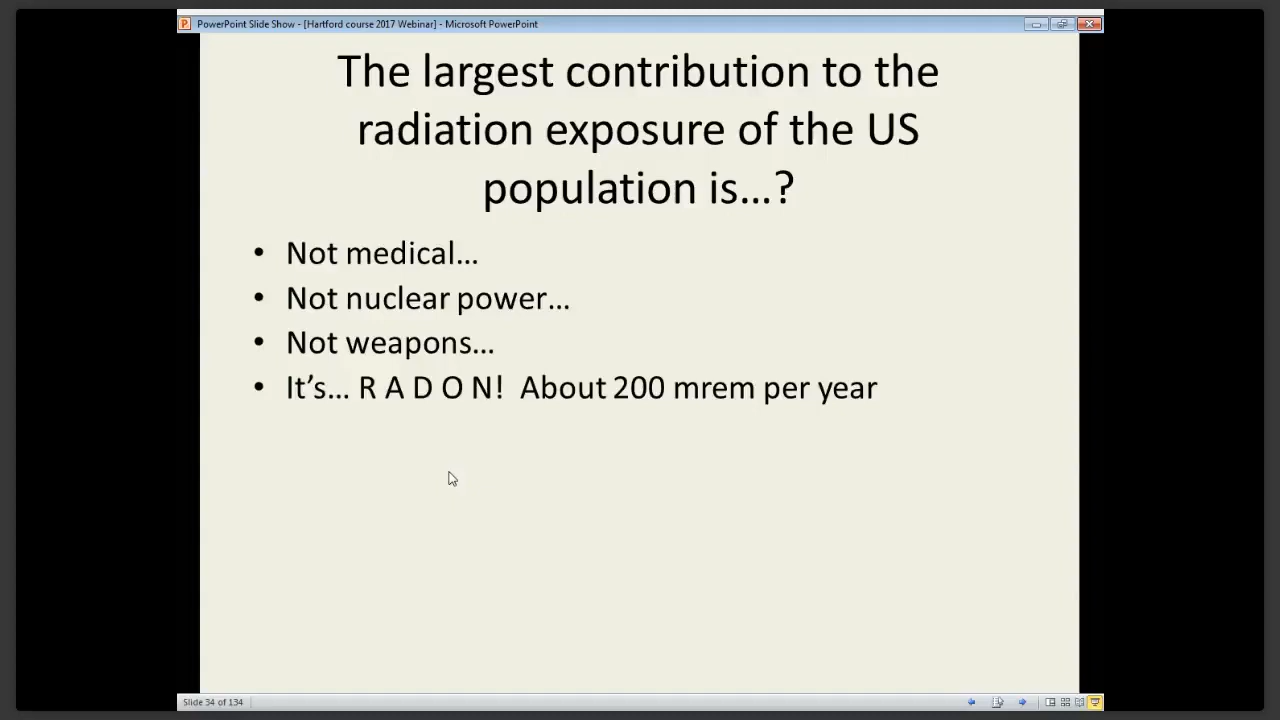 PowerPoint Slide Show - [Hartford course 2017 Webinar] - Microsoft PowerPoint
The largest contribution to the
radiation exposure of the US
population is...?
• Not medical...
• Not nuclear power...
• Not weapons...
• It's... R A D O N!  About 200 mrem per year
Slide 34 of 134